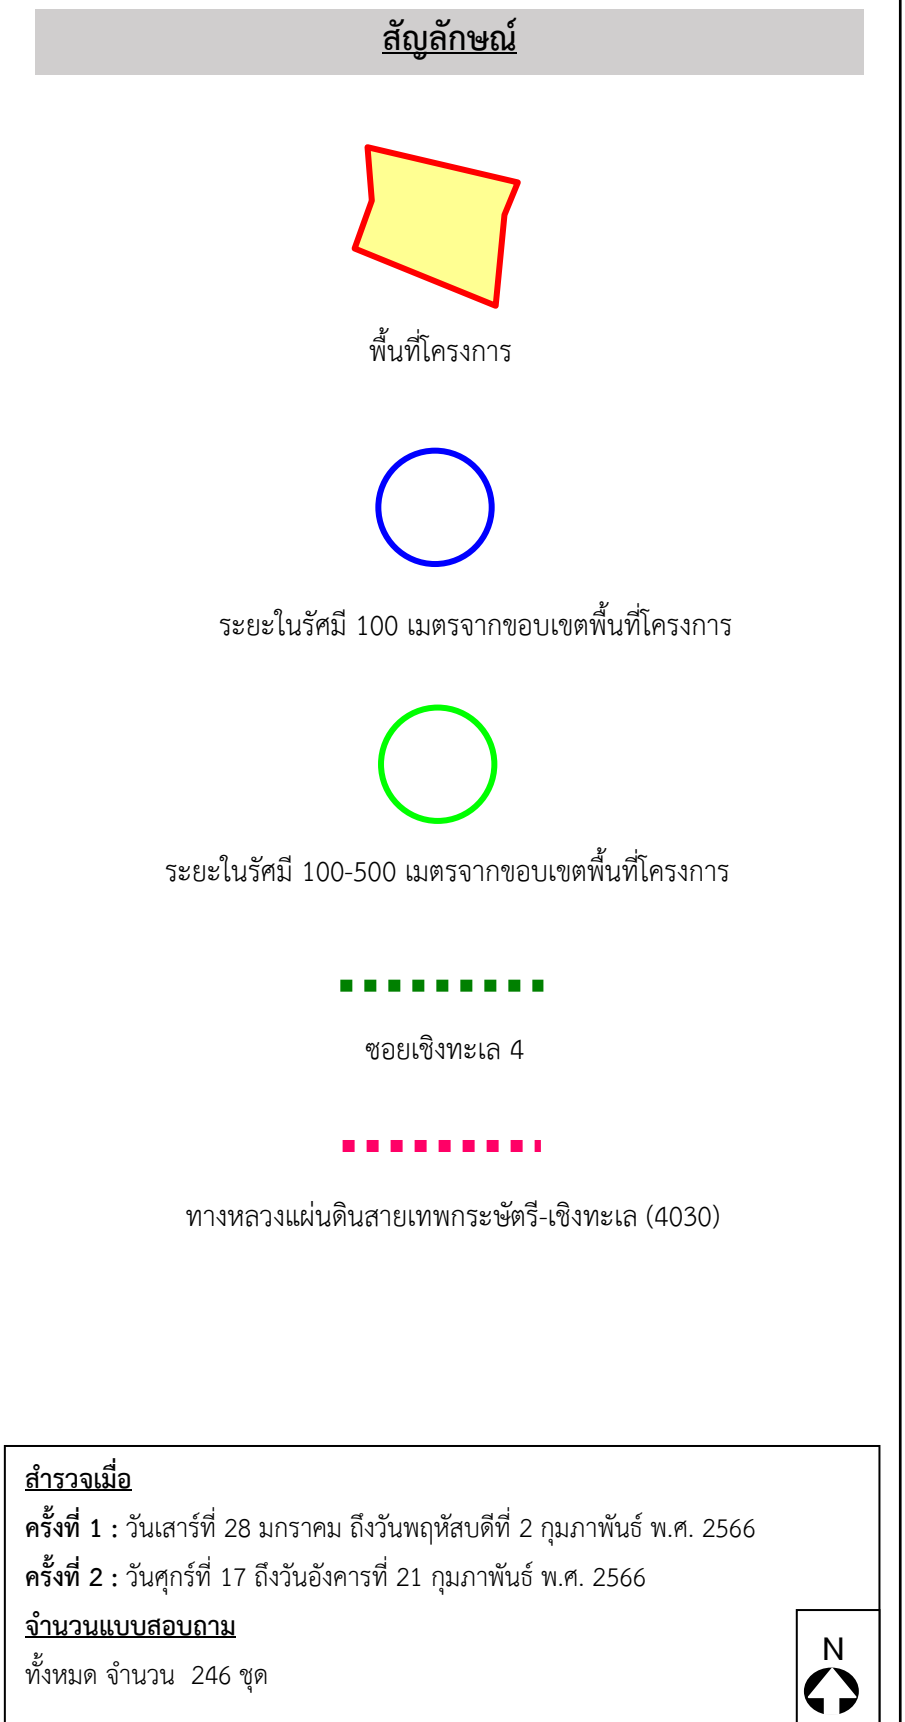 สัญลักษณ์
พื้นที่โครงการ
ระยะในรัศมี 100 เมตรจากขอบเขตพื้นที่โครงการ
ระยะในรัศมี 100-500 เมตรจากขอบเขตพื้นที่โครงการ
ซอยเชิงทะเล 4
ทางหลวงแผ่นดินสายเทพกระษัตรี-เชิงทะเล (4030)
สำรวจเมื่อ
ครั้งที่ 1 : วันเสาร์ที่ 28 มกราคม ถึงวันพฤหัสบดีที่ 2 กุมภาพันธ์ พ.ศ. 2566
ครั้งที่ 2 : วันศุกร์ที่ 17 ถึงวันอังคารที่ 21 กุมภาพันธ์ พ.ศ. 2566
จำนวนแบบสอบถาม
ทั้งหมด จำนวน  246 ชุด
N